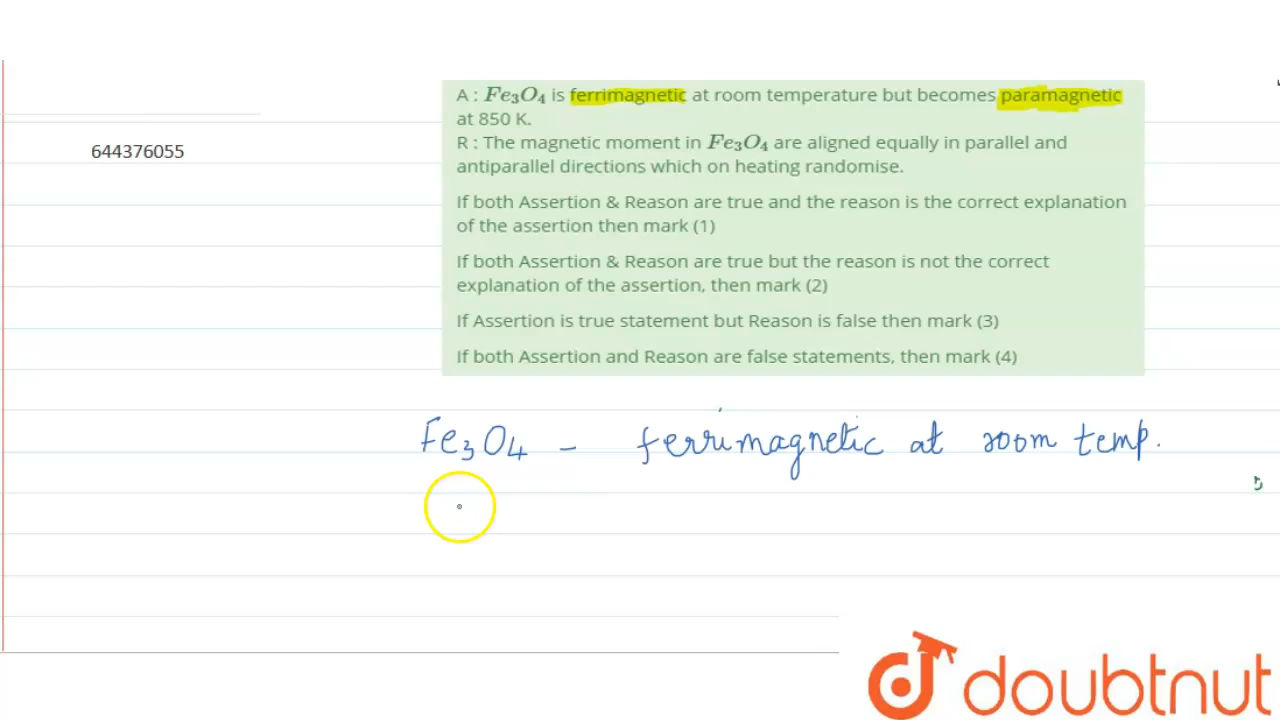 A : Fe₃O₄ is ferrimagnetic at room temperature but becomes paramagnetic
at 850 K.
644376055
R : The magnetic moment in Fe₃O₄ are aligned equally in parallel and
antiparallel directions which on heating randomise.
If both Assertion & Reason are true and the reason is the correct explanation
of the assertion then mark (1)
If both Assertion & Reason are true but the reason is not the correct
explanation of the assertion, then mark (2)
If Assertion is true statement but Reason is false then mark (3)
If both Assertion and Reason are false statements, then mark (4)
Fe₃O₄ - ferrimagnetic at room temp.
doubtnut